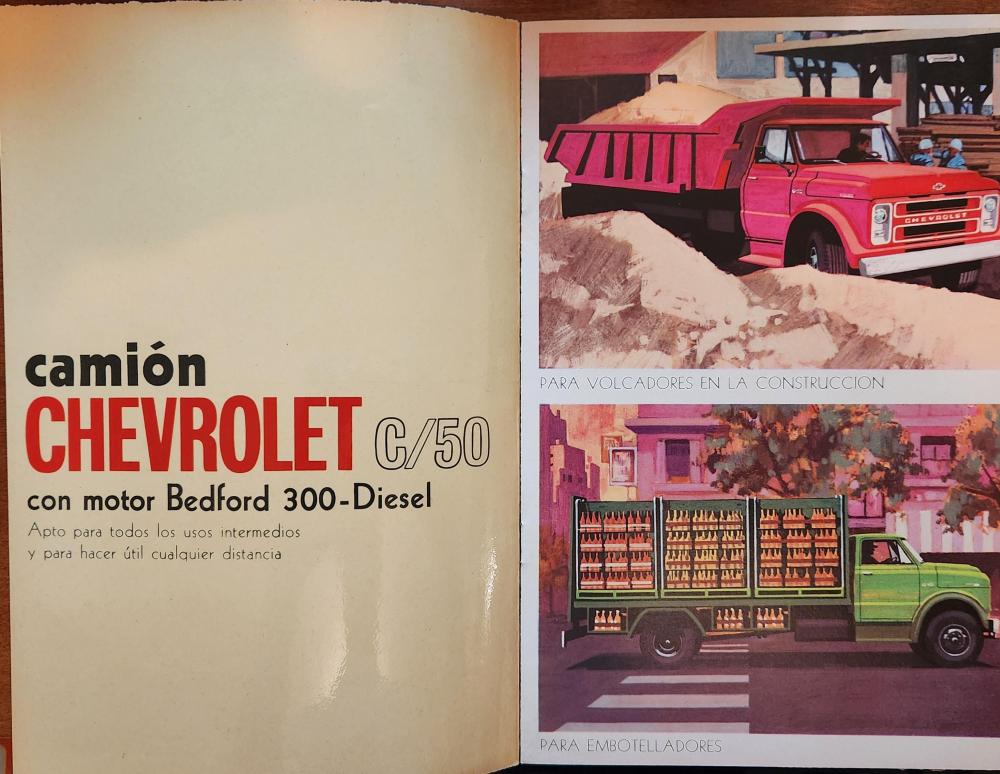 camión
CHEVROLET C/50
con motor Bedford 300-Diesel
Apto para todos los usos intermedios
y para hacer útil cualquier distancia
CHEVROLET
PARA VOLCADORES EN LA CONSTRUCCION
PARA EMBOTELLADORES